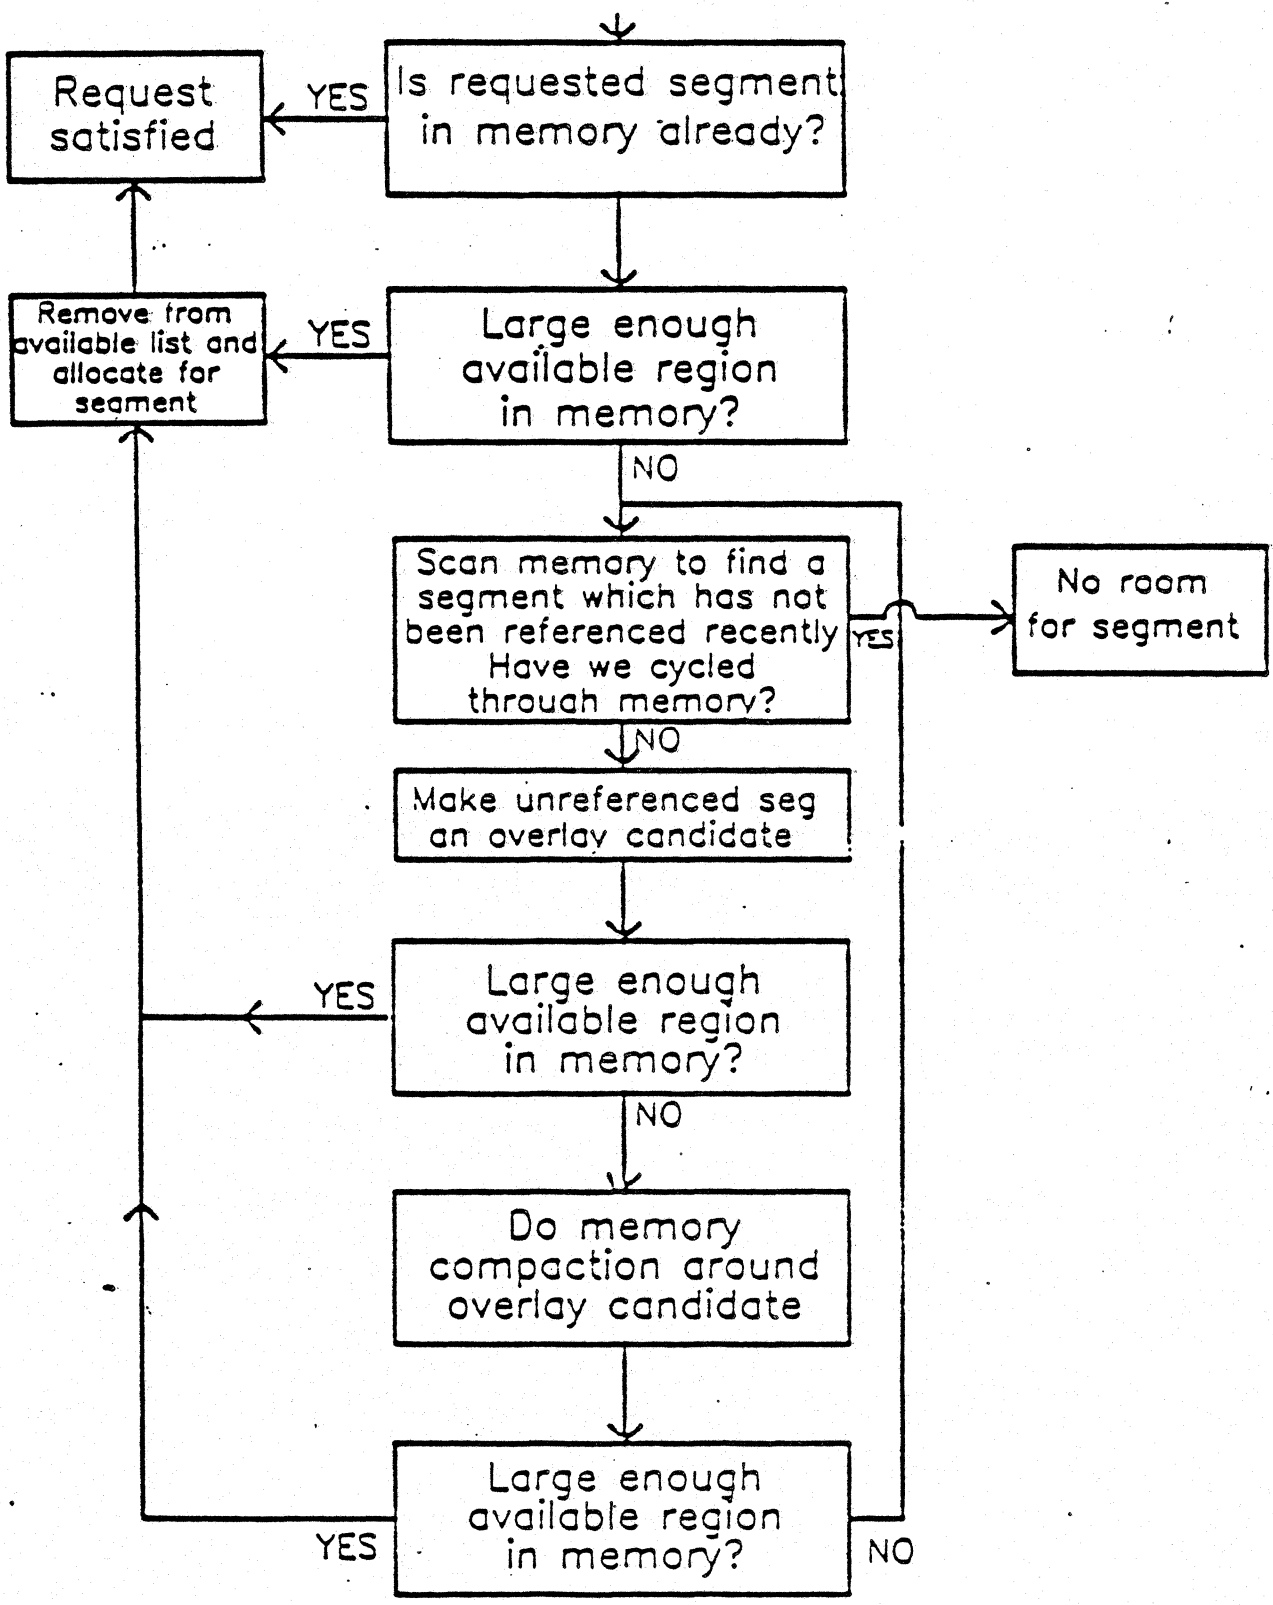 Request
satisfied
YES
Is requested segment
in memory already?
Remove from
available list and
allocate for
segment
YES
Large enough
available region
in memory?
NO
Scan memory to find a
segment which has not
been referenced recently
Have we cycled
through memory?
YES
No room
for segment
NO
Make unreferenced seg
an overlay candidate
YES
Large enough
available region
in memory?
NO
Do memory
compaction around
overlay candidate
YES
Large enough
available region
in memory?
NO